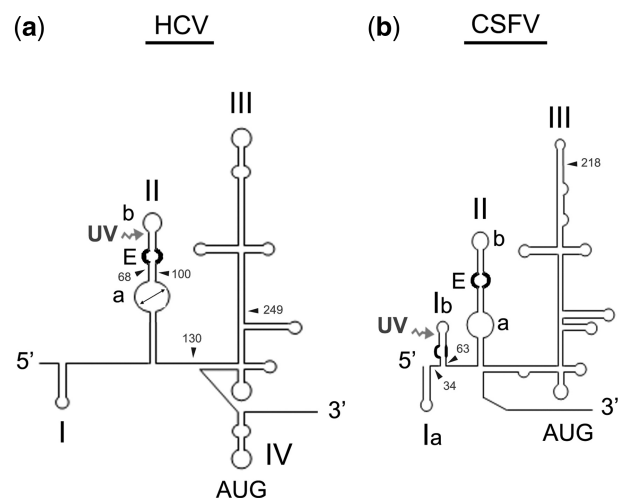 (a) HCV
III
II
b
UV
E
68 100
a
249
130
5’
I
3’
IV
AUG
(b) CSFV
III
218
II
b
E
Ib
a
UV
63
5’
34
Ia
3’
AUG